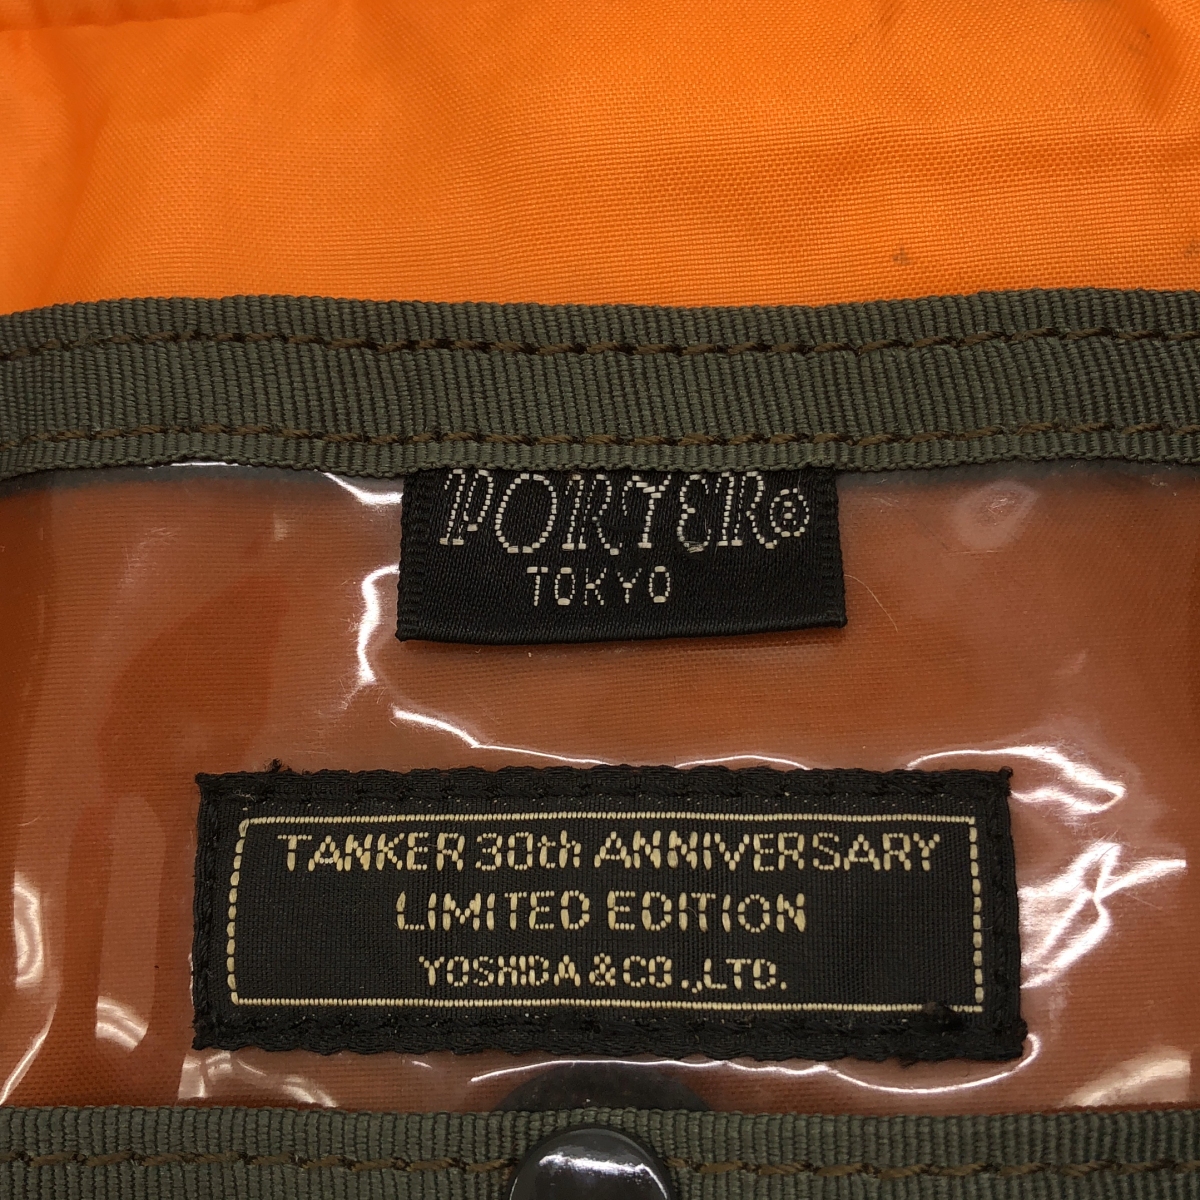 PORTER®
TOKYO
TANKER 30th ANNIVERSARY
LIMITED EDITION
YOSHIDA & CO.,LTD.